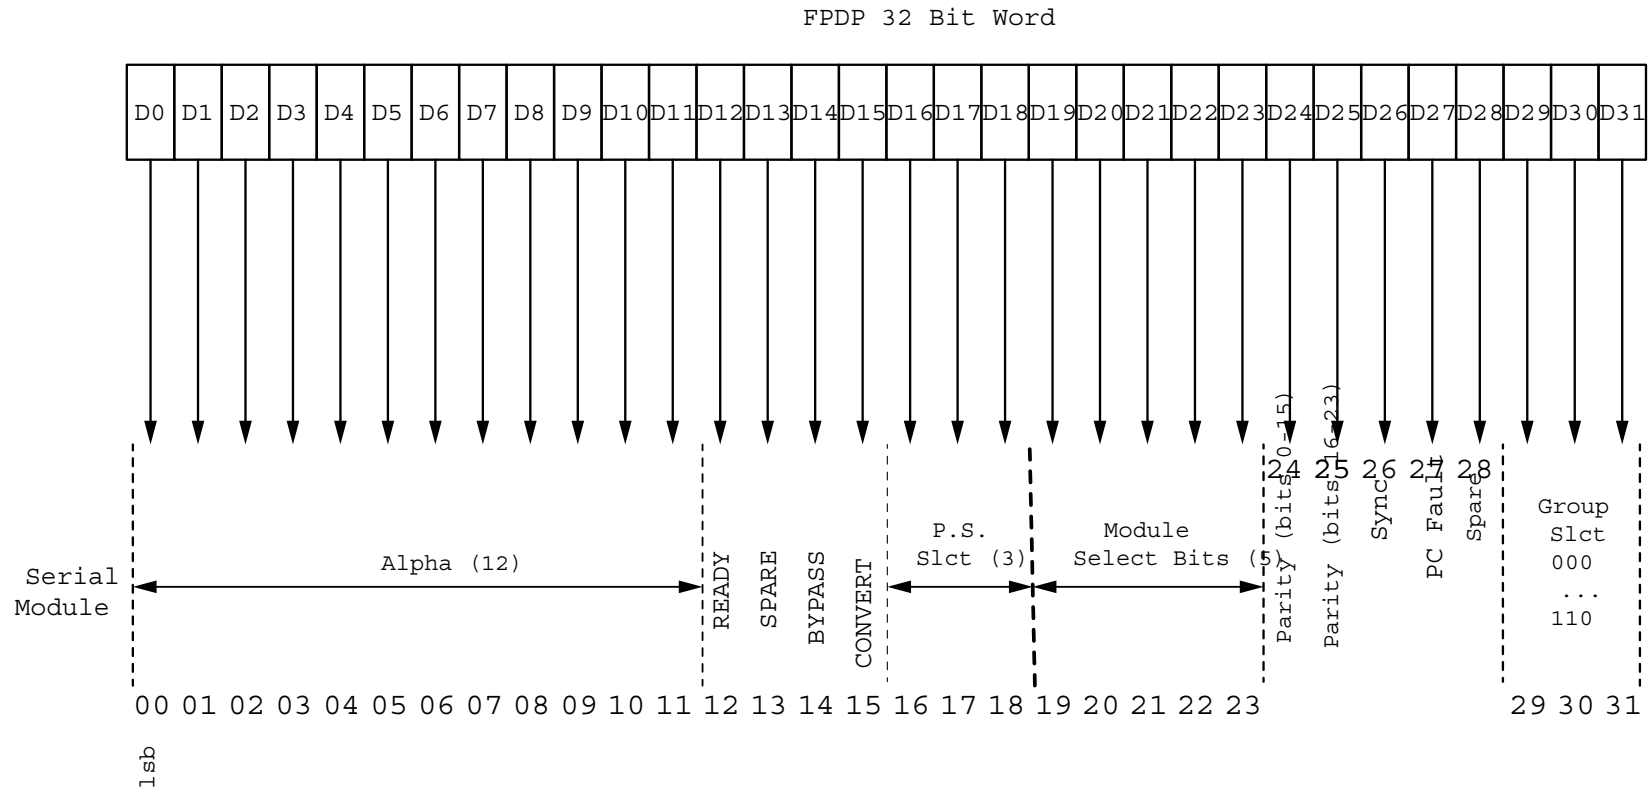 FPDP 32 Bit Word
D0 D1 D2 D3 D4 D5 D6 D7 D8 D9 D10 D11 D12 D13 D14 D15 D16 D17 D18 D19 D20 D21 D22 D23 D24 D25 D26 D27 D28 D29 D30 D31
24 25 26 27 28
Serial
Module
Alpha (12)
READY
SPARE
BYPASS
CONVERT
P.S.
Slct (3)
Module
Select Bits (5)
Parity (bits 0-15)
Parity (bits 16-23)
Sync
PC Fault
Spare
Group
Slct
000
...
110
00 01 02 03 04 05 06 07 08 09 10 11 12 13 14 15 16 17 18 19 20 21 22 23 29 30 31
lsb